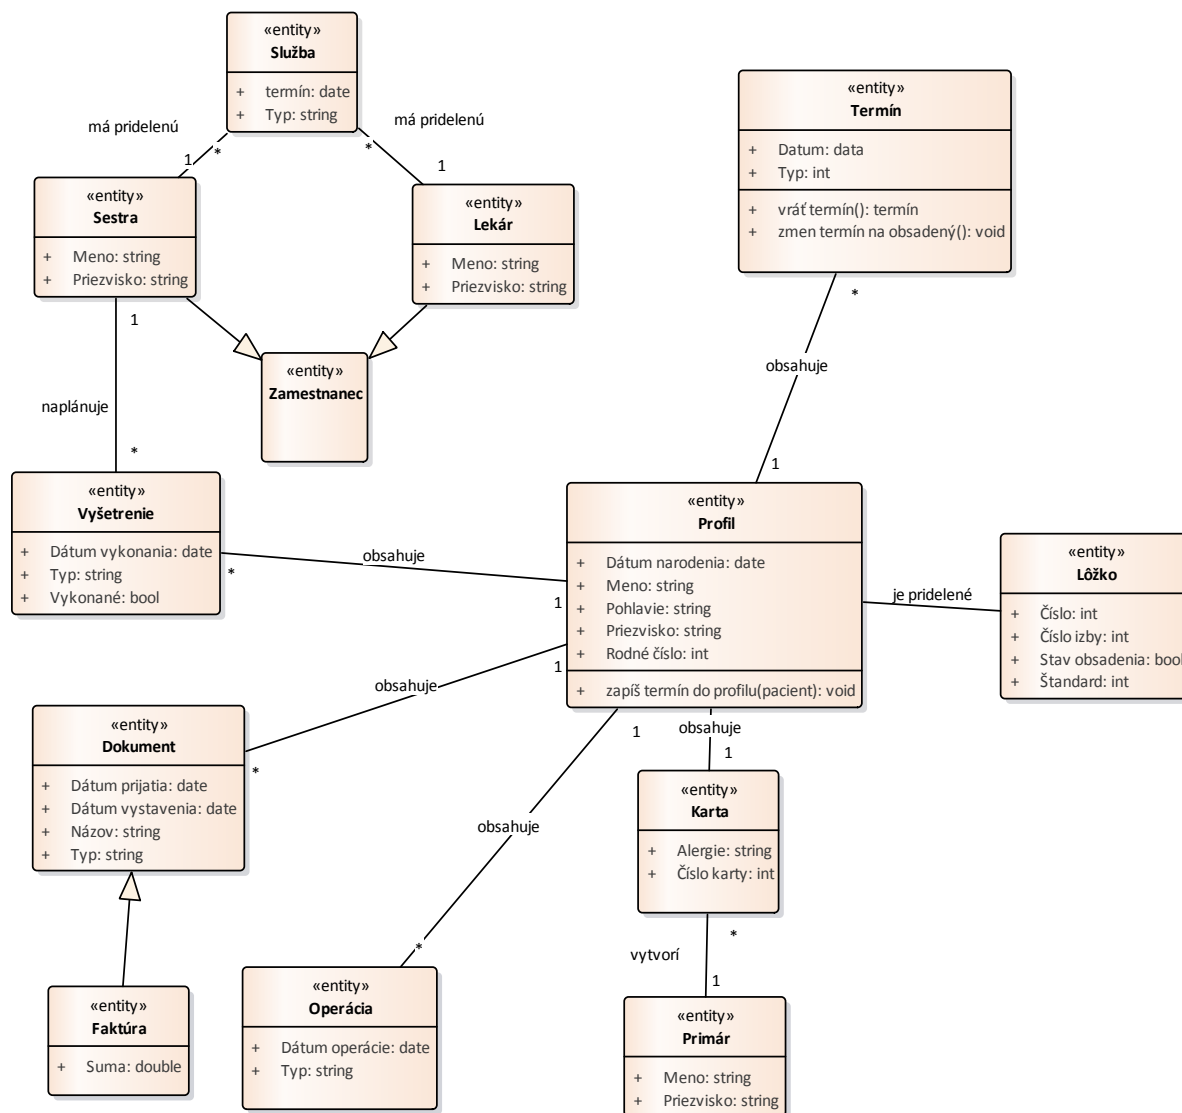 «entity»
Služba
+ termín: date
+ Typ: string
má pridelenú
1
*
má pridelenú
*
1
«entity»
Termín
+ Datum: data
+ Typ: int
+ vráť termín(): termín
+ zmen termín na obsadený(): void
*
obsahuje
1
«entity»
Sestra
+ Meno: string
+ Priezvisko: string
«entity»
Lekár
+ Meno: string
+ Priezvisko: string
1
naplánuje
*
«entity»
Zamestnanec
«entity»
Vyšetrenie
+ Dátum vykonania: date
+ Typ: string
+ Vykonané: bool
*
obsahuje
1
«entity»
Profil
+ Dátum narodenia: date
+ Meno: string
+ Pohlavie: string
+ Priezvisko: string
+ Rodné číslo: int
+ zapíš termín do profilu(pacient): void
je pridelené
«entity»
Lôžko
+ Číslo: int
+ Číslo izby: int
+ Stav obsadenia: bool
+ Štandard: int
1
obsahuje
*
«entity»
Dokument
+ Dátum prijatia: date
+ Dátum vystavenia: date
+ Názov: string
+ Typ: string
1
obsahuje
*
obsahuje
1
«entity»
Karta
+ Alergie: string
+ Číslo karty: int
*
vytvorí
1
«entity»
Faktúra
+ Suma: double
«entity»
Operácia
+ Dátum operácie: date
+ Typ: string
«entity»
Primár
+ Meno: string
+ Priezvisko: string